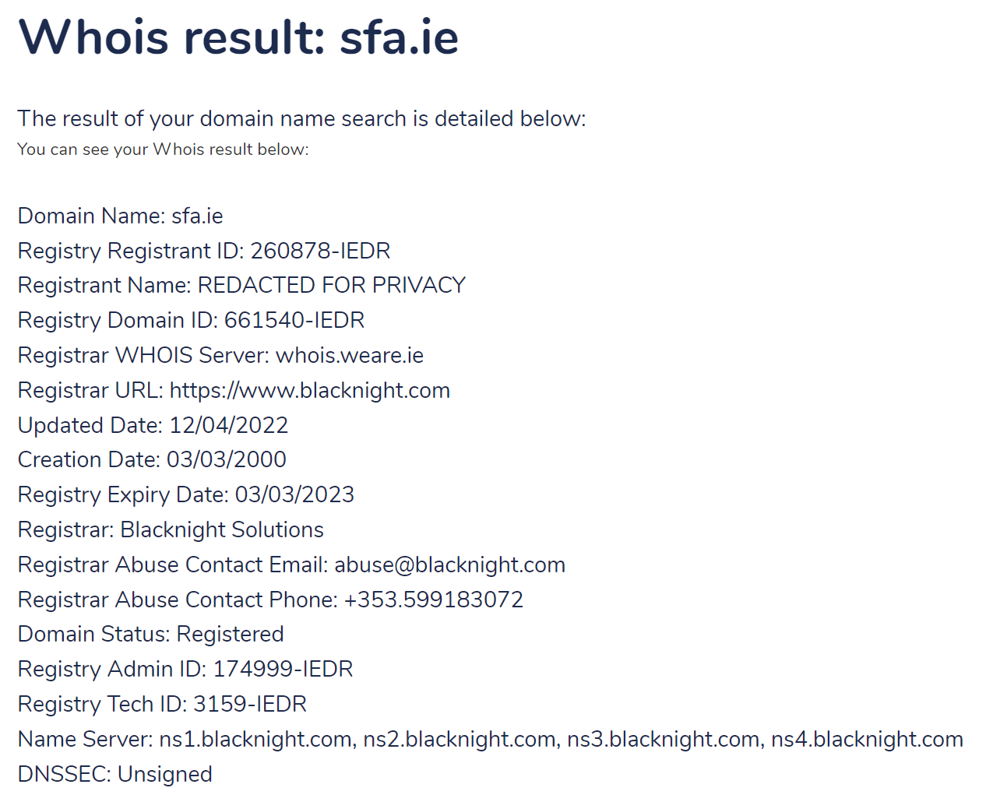 Whois result: sfa.ie
The result of your domain name search is detailed below:
You can see your Whois result below:
Domain Name: sfa.ie
Registry Registrant ID: 260878-IEDR
Registrant Name: REDACTED FOR PRIVACY
Registry Domain ID: 661540-IEDR
Registrar WHOIS Server: whois.weare.ie
Registrar URL: https://www.blacknight.com
Updated Date: 12/04/2022
Creation Date: 03/03/2000
Registry Expiry Date: 03/03/2023
Registrar: Blacknight Solutions
Registrar Abuse Contact Email: abuse@blacknight.com
Registrar Abuse Contact Phone: +353.599183072
Domain Status: Registered
Registry Admin ID: 174999-IEDR
Registry Tech ID: 3159-IEDR
Name Server: ns1.blacknight.com, ns2.blacknight.com, ns3.blacknight.com, ns4.blacknight.com
DNSSEC: Unsigned